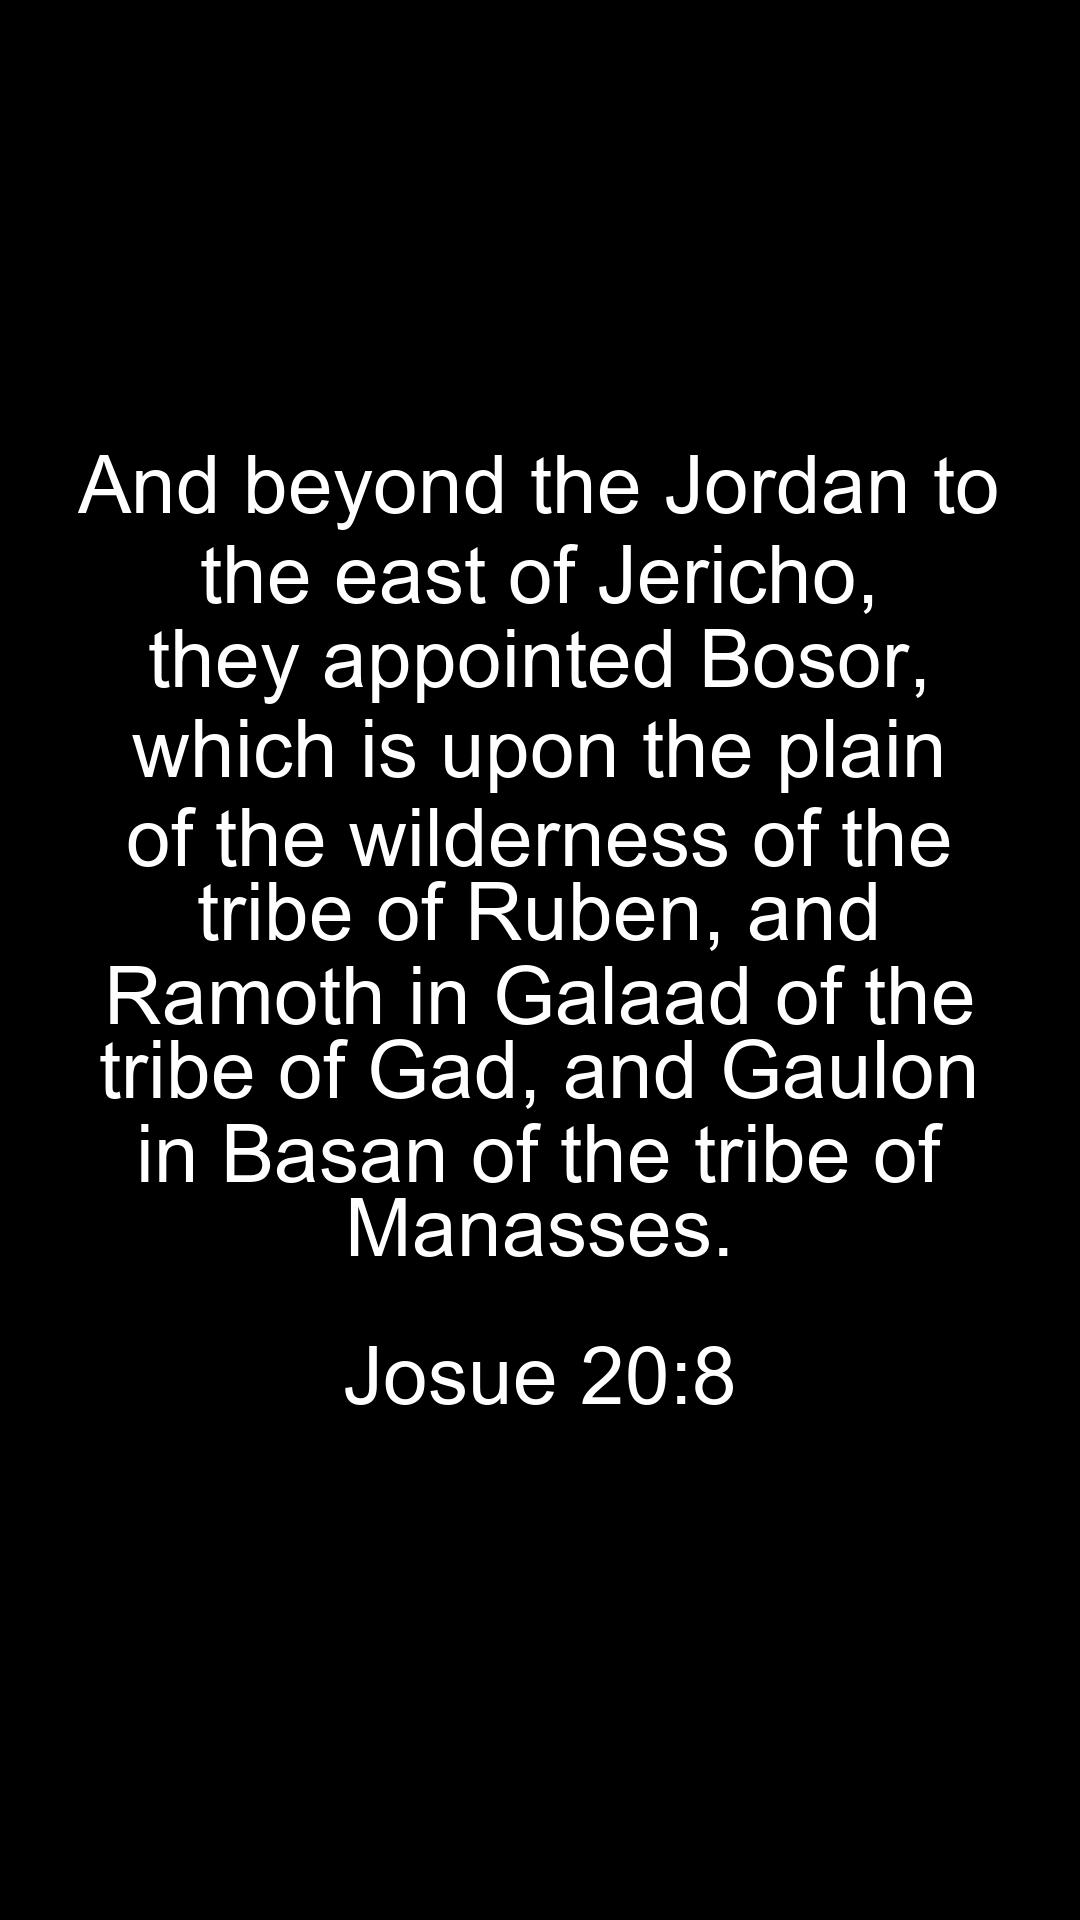 And beyond the Jordan to
the east of Jericho,
they appointed Bosor,
which is upon the plain
of the wilderness of the
tribe of Ruben, and
Ramoth in Galaad of the
tribe of Gad, and Gaulon
in Basan of the tribe of
Manasses.
Josue 20:8